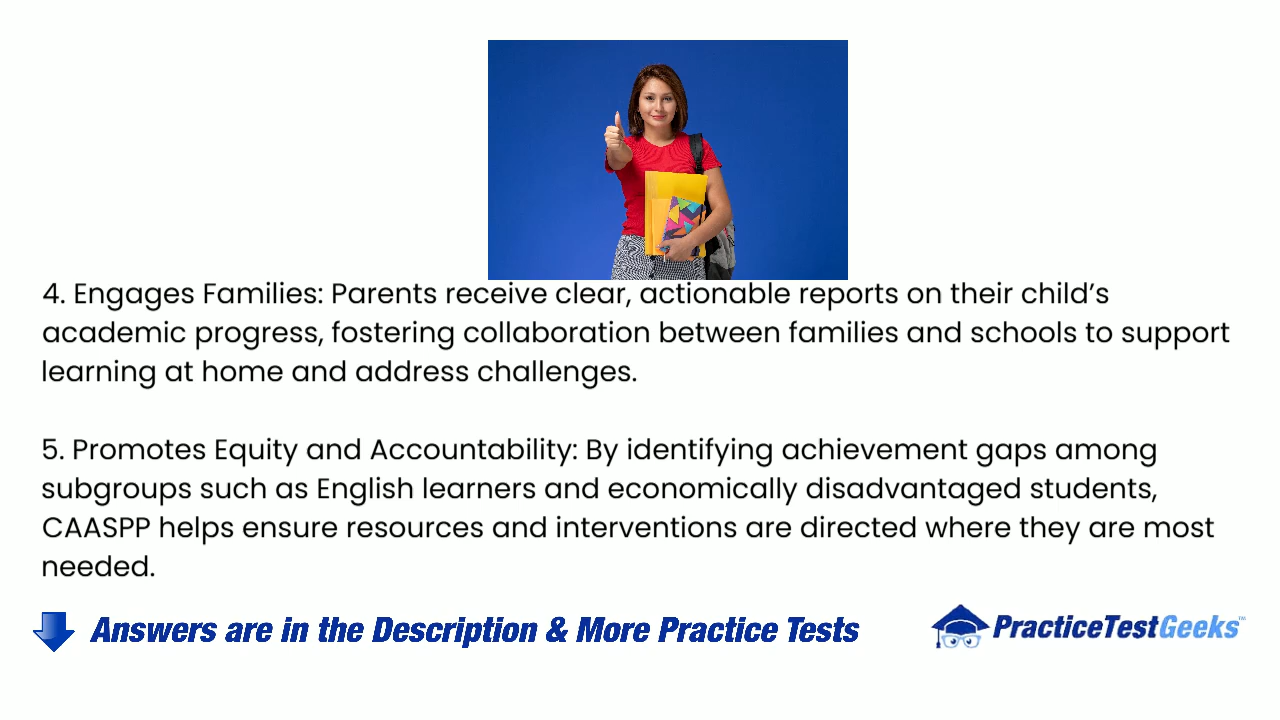 4. Engages Families: Parents receive clear, actionable reports on their child’s
academic progress, fostering collaboration between families and schools to support
learning at home and address challenges.
5. Promotes Equity and Accountability: By identifying achievement gaps among
subgroups such as English learners and economically disadvantaged students,
CAASPP helps ensure resources and interventions are directed where they are most
needed.
Answers are in the Description & More Practice Tests
PracticeTestGeeks™